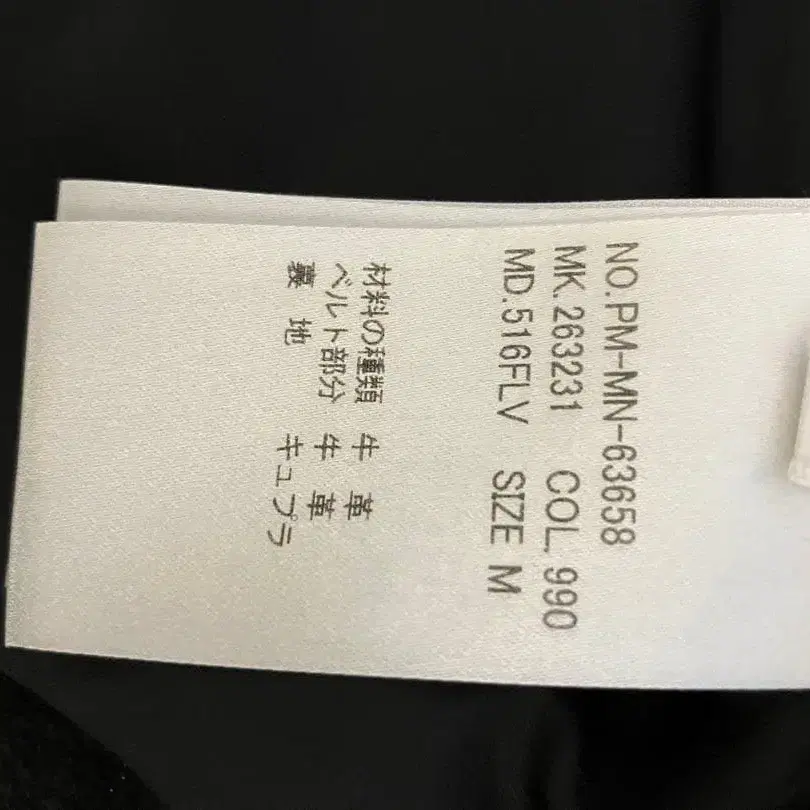 NO.PM-MN-63658
MK.263231 COL.990
MD.516FLV SIZE M
材料の種類 牛革
ベルト部分 牛革
裏地 キュプラ